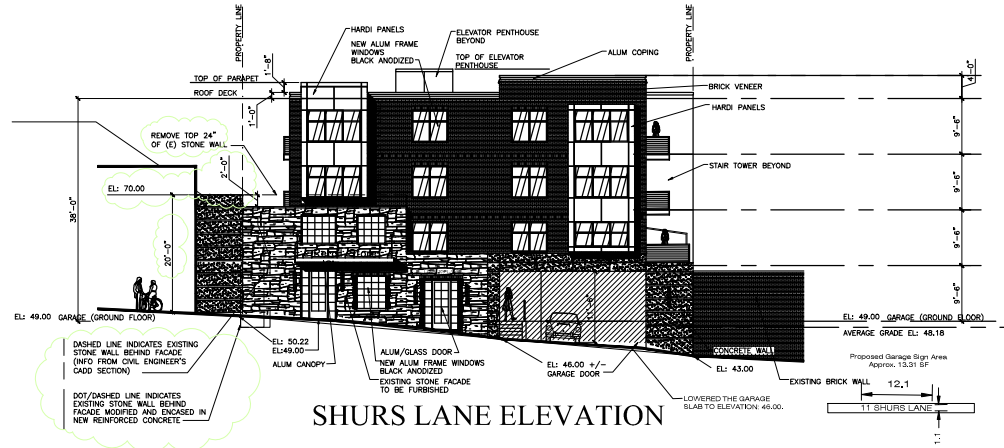 PROPERTY LINE
PROPERTY LINE
HARDI PANELS
NEW ALUM FRAME
WINDOWS
BLACK ANODIZED
ELEVATOR PENTHOUSE
BEYOND
TOP OF ELEVATOR
PENTHOUSE
ALUM COPING
1'-8"
TOP OF PARAPET
ROOF DECK
1'-0"
BRICK VENEER
HARDI PANELS
4'-0"
9'-6"
9'-6"
9'-6"
9'-6"
REMOVE TOP 24"
OF (E) STONE WALL
2'-0"
STAIR TOWER BEYOND
EL: 70.00
38'-0"
20'-0"
EL: 49.00 GARAGE (GROUND FLOOR)
EL: 49.00 GARAGE (GROUND FLOOR)
AVERAGE GRADE EL: 48.18
DASHED LINE INDICATES EXISTING
STONE WALL BEHIND FACADE
(INFO FROM CIVIL ENGINEER'S
CADD SECTION)
DOT/DASHED LINE INDICATES
EXISTING STONE WALL BEHIND
FACADE MODIFIED AND ENCASED IN
NEW REINFORCED CONCRETE
EL: 50.22
EL:49.00
ALUM CANOPY
ALUM/GLASS DOOR
NEW ALUM FRAME WINDOWS
BLACK ANODIZED
EXISTING STONE FACADE
TO BE FURBISHED
EL: 46.00 +/-
GARAGE DOOR
EL: 43.00
CONCRETE WALL
EXISTING BRICK WALL
LOWERED THE GARAGE
SLAB TO ELEVATION: 46.00.
Proposed Garage Sign Area
Approx. 13.31 SF
12.1
11 SHURS LANE
1.1
SHURS LANE ELEVATION